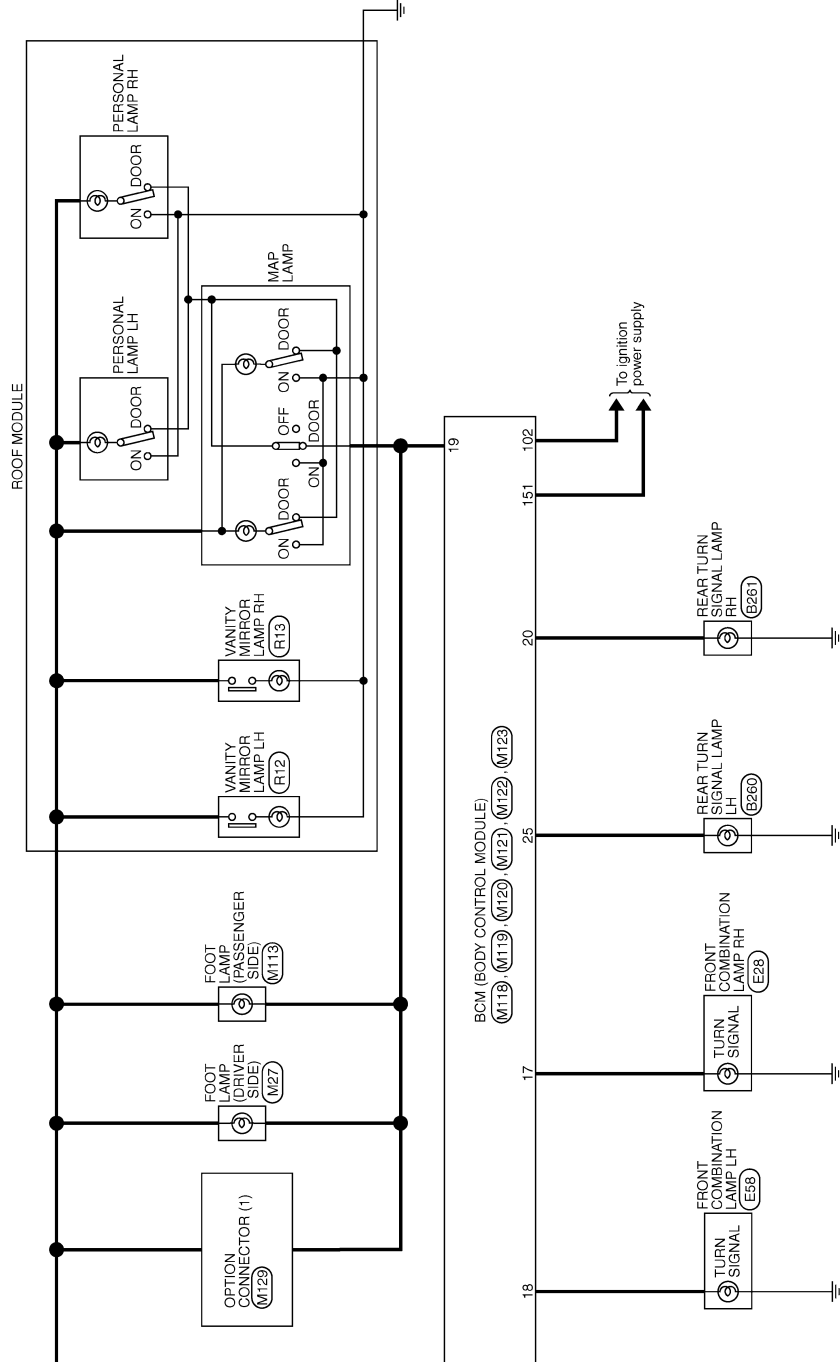 ROOF MODULE
PERSONAL
LAMP RH
ON
DOOR
PERSONAL
LAMP LH
ON
DOOR
MAP
LAMP
ON
DOOR
OFF
DOOR
ON
ON
DOOR
VANITY
MIRROR
LAMP RH
R13
VANITY
MIRROR
LAMP LH
R12
FOOT
LAMP
(PASSENGER
SIDE)
M113
FOOT
LAMP
(DRIVER
SIDE)
M27
OPTION
CONNECTOR (1)
M129
19
102
151
To ignition
power supply
BCM (BODY CONTROL MODULE)
M118 , M119 , M120 , M121 , M122 , M123
20
REAR TURN
SIGNAL LAMP
RH
B261
25
REAR TURN
SIGNAL LAMP
LH
B260
17
FRONT
COMBINATION
LAMP RH
E28
TURN
SIGNAL
18
FRONT
COMBINATION
LAMP LH
E58
TURN
SIGNAL